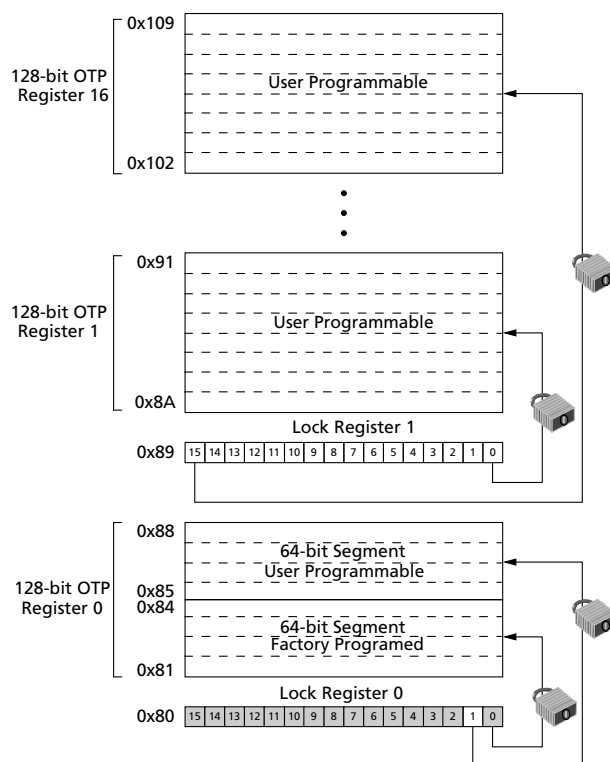 0x109
128-bit OTP
Register 16
User Programmable
0x102
0x91
128-bit OTP
Register 1
User Programmable
0x8A
Lock Register 1
0x89
15 14 13 12 11 10 9 8 7 6 5 4 3 2 1 0
0x88
64-bit Segment
User Programmable
128-bit OTP
Register 0
0x85
0x84
64-bit Segment
Factory Programed
0x81
Lock Register 0
0x80
15 14 13 12 11 10 9 8 7 6 5 4 3 2 1 0